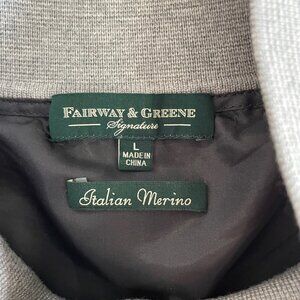 FAIRWAY & GREENE
Signature
L
MADE IN
CHINA
Italian Merino